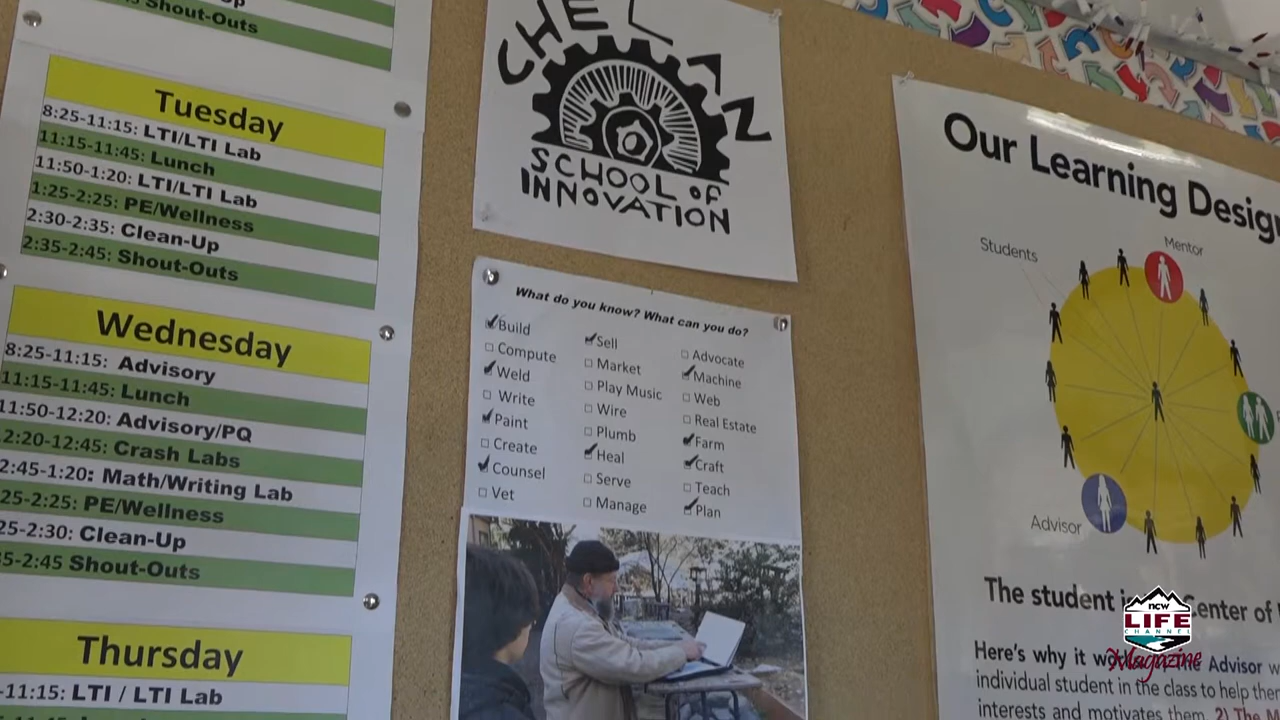 Shout-Outs
Tuesday
8:25-11:15: LTI/LTI Lab
11:15-11:45: Lunch
11:50-1:20: LTI/LTI Lab
1:25-2:25: PE/Wellness
2:30-2:35: Clean-Up
2:35-2:45: Shout-Outs
Wednesday
8:25-11:15: Advisory
11:15-11:45: Lunch
11:50-12:20: Advisory/PQ
2:20-12:45: Crash Labs
2:45-1:20: Math/Writing Lab
25-2:25: PE/Wellness
25-2:30: Clean-Up
35-2:45 Shout-Outs
Thursday
-11:15: LTI / LTI Lab
CHELAN
SCHOOL OF
INNOVATION
What do you know? What can you do?
Build
Compute
Weld
Write
Paint
Create
Counsel
Vet
Sell
Market
Play Music
Wire
Plumb
Heal
Serve
Manage
Advocate
Machine
Web
Real Estate
Farm
Craft
Teach
Plan
Our Learning Design
Students
Mentor
Advisor
The student Center of
Here's why it Advisor
individual student in the class to help
interests and motivates them. 2) The
ncw
LIFE
CHANNEL
Magazine